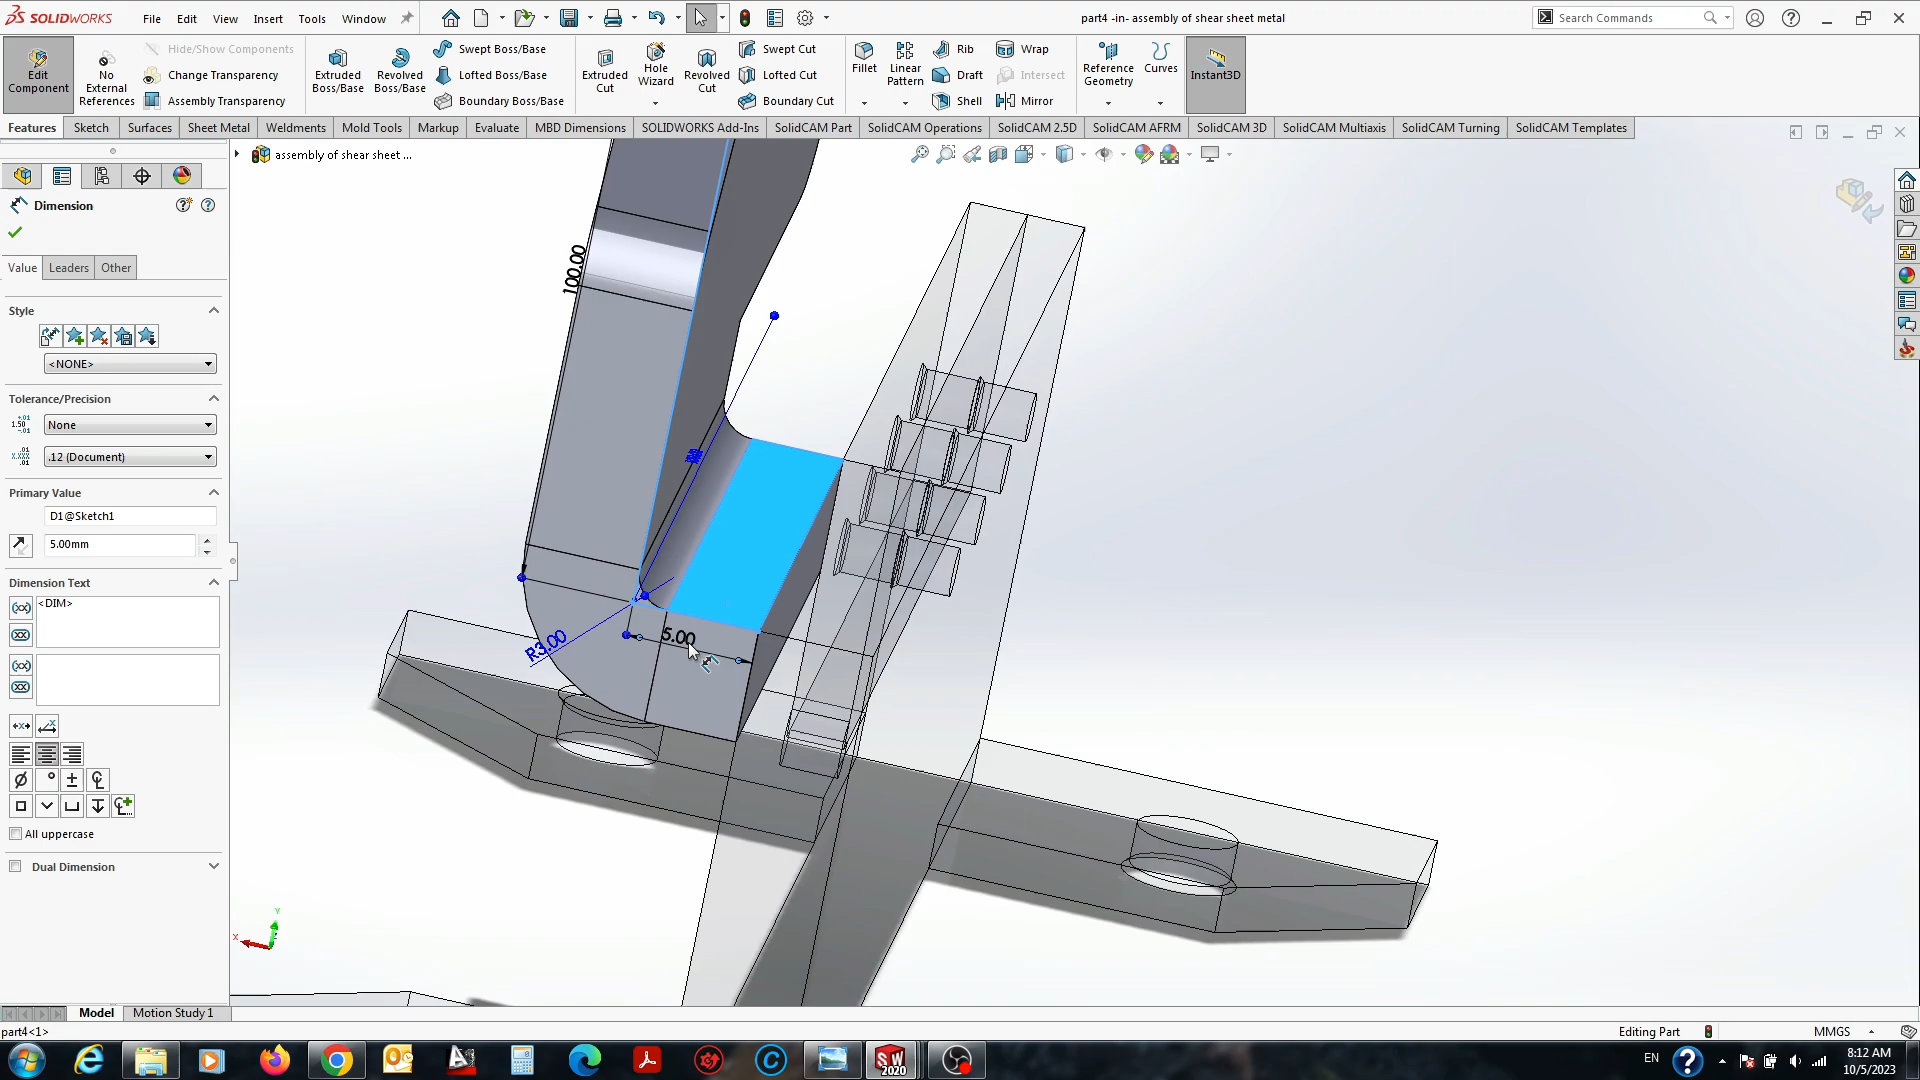 SOLIDWORKS
File Edit View Insert Tools Window
part4 -in- assembly of shear sheet metal
Search Commands
Edit Component
No External References
Hide/Show Components
Change Transparency
Assembly Transparency
Extruded Boss/Base
Revolved Boss/Base
Swept Boss/Base
Lofted Boss/Base
Boundary Boss/Base
Extruded Cut
Hole Wizard
Revolved Cut
Swept Cut
Lofted Cut
Boundary Cut
Fillet
Linear Pattern
Rib
Draft
Shell
Wrap
Intersect
Mirror
Reference Geometry
Curves
Instant3D
Features Sketch Surfaces Sheet Metal Weldments Mold Tools Markup Evaluate MBD Dimensions SOLIDWORKS Add-Ins SolidCAM Part SolidCAM Operations SolidCAM 2.5D SolidCAM AFRM SolidCAM 3D SolidCAM Multiaxis SolidCAM Turning SolidCAM Templates
assembly of shear sheet ...
Dimension
Value Leaders Other
Style
<NONE>
Tolerance/Precision
None
.12 (Document)
Primary Value
D1@Sketch1
5.00mm
Dimension Text
<DIM>
All uppercase
Dual Dimension
100.00
R3.00
5.00
Y
X
Model Motion Study 1
part4<1>
Editing Part
MMGS
SW 2020
EN
8:12 AM
10/5/2023